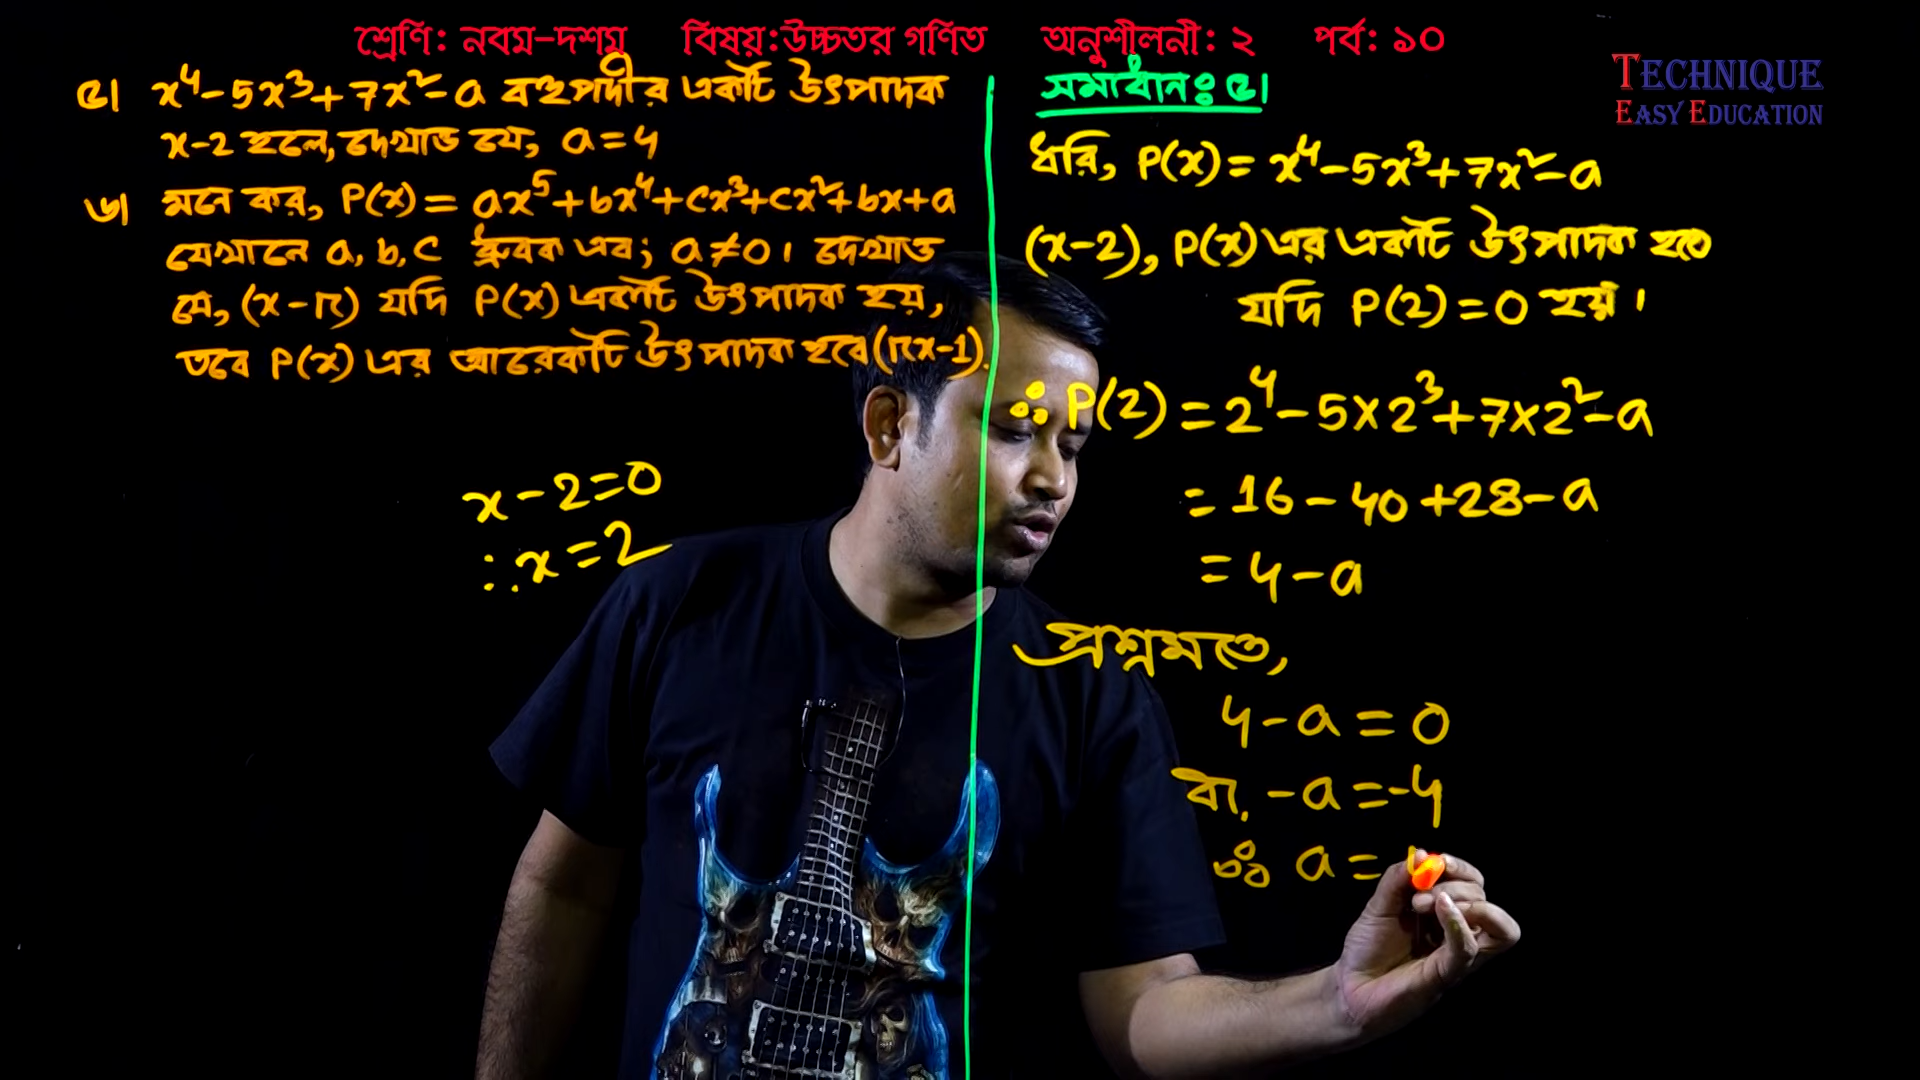 শ্রেণি: নবম-দশম বিষয়:উচ্চতর গণিত অনুশীলনী: ২ পর্ব: ১০
TECHNIQUE
EASY EDUCATION
৫। x⁴-5x³+7x²-a বহুপদীর একটি উৎপাদক
x-2 হলে, দেখাও যে, a=4
৬। মনে কর, P(x)= ax⁵+bx⁴+cx³+cx²+bx+a
যেখানে a, b, c ধ্রুবক এবং a≠0। দেখাও
যে, (x-r) যদি P(x) একটি উৎপাদক হয়,
তবে P(x) এর আরেকটি উৎপাদক হবে (rx-1).
x-2=0
∴x=2
সমাধানঃ ৫।
ধরি, P(x)= x⁴-5x³+7x²-a
(x-2), P(x) এর একটি উৎপাদক হবে
যদি P(2)=0 হয়।
∴ P(2)=2⁴-5×2³+7×2²-a
=16-40+28-a
=4-a
প্রশ্নমতে,
4-a=0
বা, -a=-4
∴ a=